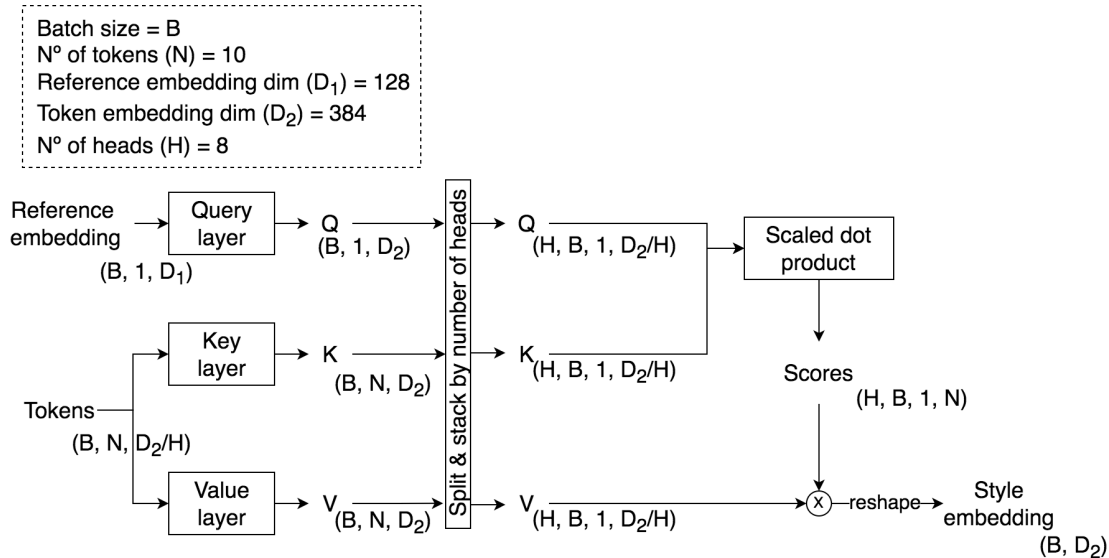 Batch size = B
Nº of tokens (N) = 10
Reference embedding dim (D₁) = 128
Token embedding dim (D₂) = 384
Nº of heads (H) = 8
Reference
embedding
(B, 1, D₁)
Query
layer
Q
(B, 1, D₂)
Split & stack by number of heads
Q
(H, B, 1, D₂/H)
Scaled dot
product
Key
layer
K
(B, N, D₂)
K
(H, B, 1, D₂/H)
Scores
(H, B, 1, N)
Tokens
(B, N, D₂/H)
Value
layer
V
(B, N, D₂)
V
(H, B, 1, D₂/H)
x
reshape
Style
embedding
(B, D₂)